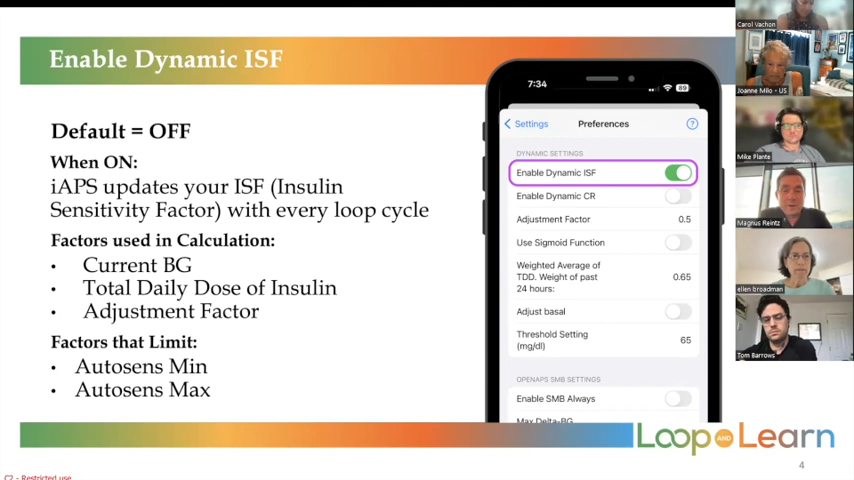 Enable Dynamic ISF
Default = OFF
When ON:
iAPS updates your ISF (Insulin
Sensitivity Factor) with every loop cycle
Factors used in Calculation:
• Current BG
• Total Daily Dose of Insulin
• Adjustment Factor
Factors that Limit:
• Autosens Min
• Autosens Max
7:34
89
Settings
Preferences
?
DYNAMIC SETTINGS
Enable Dynamic ISF
Enable Dynamic CR
Adjustment Factor 0.5
Use Sigmoid Function
Weighted Average of
TDD. Weight of past 0.65
24 hours:
Adjust basal
Threshold Setting 65
(mg/dl)
OPENAPS SMB SETTINGS
Enable SMB Always
Max Delta-BG
Carol Vachon
Joanne Milo - US
Mike Plante
Magnus Reintz
ellen broadman
Tom Barrows
Loop AND Learn
4
C2 - Restricted use